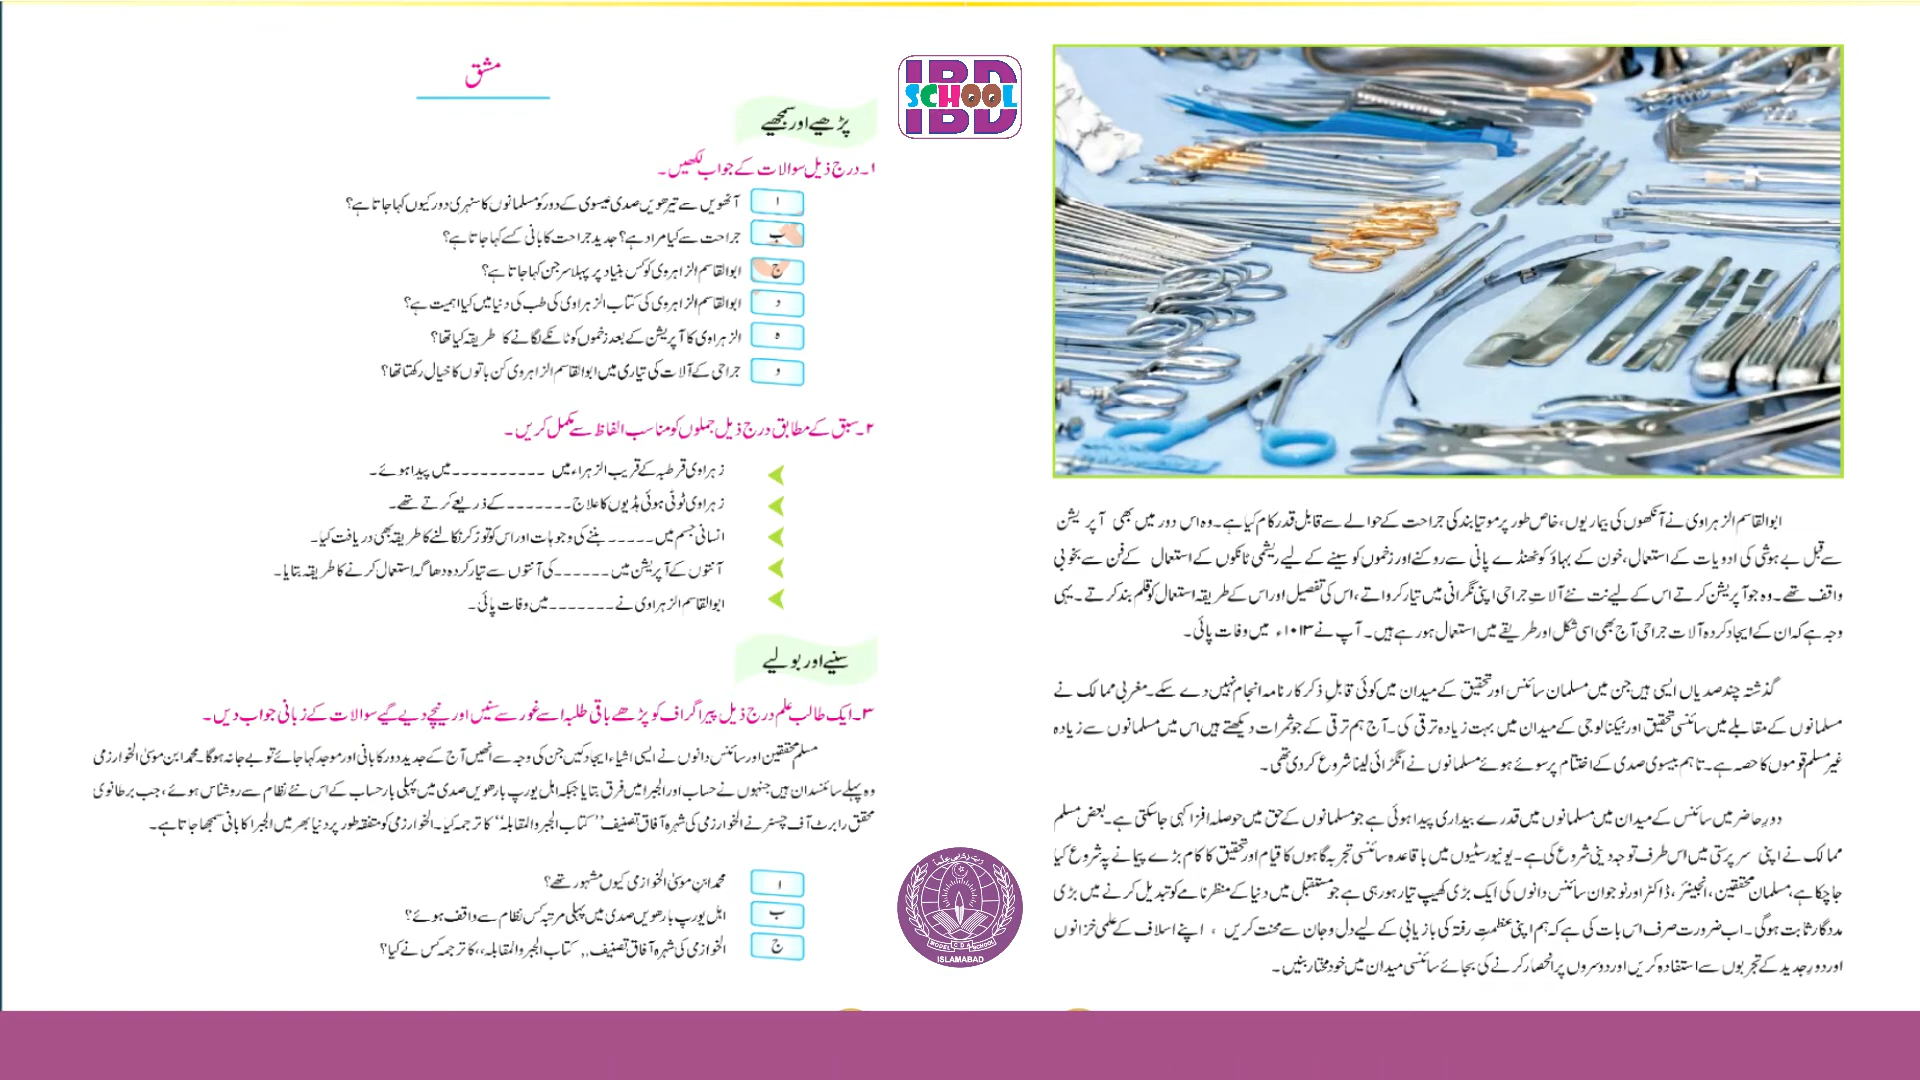 ابوالقاسم الزہراوی نے آنکھوں کی بیماریوں، خاص طور پر موتیا بند کی جراحت کے حوالے سے قابل قدر کام کیا ہے۔ وہ اس دور میں بھی آپریشن
سے قبل بے ہوشی کی ادویات کے استعمال، خون کے بہاؤ کو ٹھنڈے پانی سے روکنے اور زخموں کو سینے کے لیے ریشمی ٹانکوں کے استعمال کے فن سے بخوبی
واقف تھے۔ وہ جو آپریشن کرتے اس کے لیے نت نئے آلاتِ جراحی اپنی نگرانی میں تیار کرواتے، اس کی تفصیل اور اس کے طریقہ استعمال کو قلم بند کرتے۔ یہی
وجہ ہے کہ ان کے ایجاد کردہ آلات جراحی آج بھی اسی شکل اور طریقے میں استعمال ہو رہے ہیں۔ آپ نے ۱۰۱۳ء میں وفات پائی۔
گذشتہ چند صدیاں ایسی ہیں جن میں مسلمان سائنس اور تحقیق کے میدان میں کوئی قابلِ ذکر کارنامہ انجام نہیں دے سکے۔ مغربی ممالک نے
مسلمانوں کے مقابلے میں سائنسی تحقیق اور ٹیکنالوجی کے میدان میں بہت زیادہ ترقی کی۔ آج ہم ترقی کے جو ثمرات دیکھتے ہیں اس میں مسلمانوں سے زیادہ
غیر مسلم قوموں کا حصہ ہے۔ تاہم بیسوی صدی کے اختتام پر سوئے ہوئے مسلمانوں نے انگڑائی لینا شروع کر دی تھی۔
دورِ حاضر میں سائنس کے میدان میں مسلمانوں میں قدرے بیداری پیدا ہوئی ہے جو مسلمانوں کے حق میں حوصلہ افزا کہی جاسکتی ہے۔ بعض مسلم
ممالک نے اپنی سرپرستی میں اس طرف توجہ دینی شروع کی ہے۔ یونیورسٹیوں میں باقاعدہ سائنسی تجربہ گاہوں کا قیام اور تحقیق کا کام بڑے پیمانے پہ شروع کیا
جا چکا ہے، مسلمان محققین، انجینئر، ڈاکٹر اور نوجوان سائنس دانوں کی ایک بڑی کھیپ تیار ہو رہی ہے جو مستقبل میں دنیا کے منظر نامے کو تبدیل کرنے میں بڑی
مددگار ثابت ہوگی۔ اب ضرورت صرف اس بات کی ہے کہ ہم اپنی عظمتِ رفتہ کی بازیابی کے لیے دل و جان سے محنت کریں، اپنے اسلاف کے علمی خزانوں
اور دورِ جدید کے تجربوں سے استفادہ کریں اور دوسروں پر انحصار کرنے کی بجائے سائنسی میدان میں خود مختار بنیں۔
IBD
SCHOOL
IBD
MODEL CDA SCHOOL
ISLAMABAD
مشق
پڑھیے اور سمجھیے
۱۔ درج ذیل سوالات کے جواب لکھیں۔
ا آٹھویں سے تیرھویں صدی عیسوی کے دور کو مسلمانوں کا سنہری دور کیوں کہا جاتا ہے؟
ب جراحت سے کیا مراد ہے؟ جدید جراحت کا بانی کسے کہا جاتا ہے؟
ج ابوالقاسم الزاہروی کو کس بنیاد پر پہلا سرجن کہا جاتا ہے؟
د ابوالقاسم الزاہروی کی کتاب الزہراوی کی طب کی دنیا میں کیا اہمیت ہے؟
ہ الزہراوی کا آپریشن کے بعد زخموں کو ٹانکے لگانے کا طریقہ کیا تھا؟
و جراحی کے آلات کی تیاری میں ابوالقاسم الزاہروی کن باتوں کا خیال رکھتا تھا؟
۲۔ سبق کے مطابق درج ذیل جملوں کو مناسب الفاظ سے مکمل کریں۔
زہراوی قرطبہ کے قریب الزہراء میں ---------- میں پیدا ہوئے۔
زہراوی ٹوٹی ہوئی ہڈیوں کا علاج ------- کے ذریعے کرتے تھے۔
انسانی جسم میں ----- بننے کی وجوہات اور اس کو توڑ کر نکالنے کا طریقہ بھی دریافت کیا۔
آنتوں کے آپریشن میں ------ کی آنتوں سے تیار کردہ دھاگہ استعمال کرنے کا طریقہ بتایا۔
ابوالقاسم الزہراوی نے ------- میں وفات پائی۔
سنیے اور بولیے
۳۔ ایک طالب علم درج ذیل پیراگراف کو پڑھے باقی طلبہ اسے غور سے سنیں اور نیچے دیے گیے سوالات کے زبانی جواب دیں۔
مسلم محققین اور سائنس دانوں نے ایسی اشیاء ایجاد کیں جن کی وجہ سے انھیں آج کے جدید دور کا بانی اور موجد کہا جائے تو بے جا نہ ہوگا۔ محمد ابن موسیٰ الخوارزمی
وہ پہلے سائنسدان ہیں جنہوں نے حساب اور الجبرا میں فرق بتایا جبکہ اہل یورپ بارھویں صدی میں پہلی بار حساب کے اس نئے نظام سے روشناس ہوئے، جب برطانوی
محقق رابرٹ آف چسٹر نے الخوارزمی کی شہرہ آفاق تصنیف ‘‘کتاب الجبر والمقابلہ’’ کا ترجمہ کیا۔ الخوارزمی کو متفقہ طور پر دنیا بھر میں الجبرا کا بانی سمجھا جاتا ہے۔
ا محمد ابنِ موسیٰ الخوازمی کیوں مشہور تھے؟
ب اہل یورپ بارھویں صدی میں پہلی مرتبہ کس نظام سے واقف ہوئے؟
ج الخوازمی کی شہرہ آفاق تصنیف ,,کتاب الجبر والمقابلہ،، کا ترجمہ کس نے کیا؟